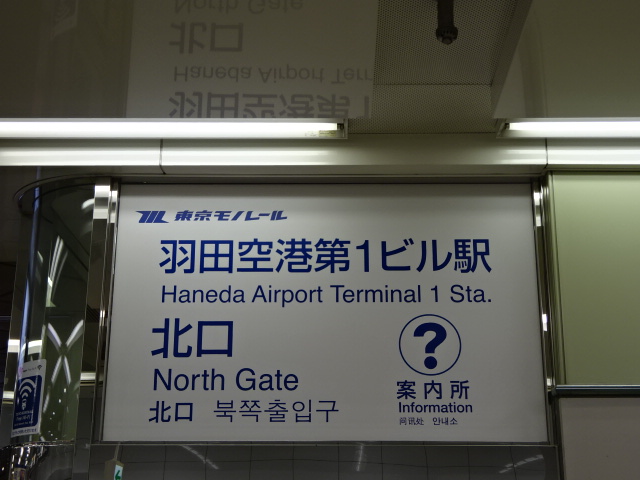 東京モノレール
羽田空港第1ビル駅
Haneda Airport Terminal 1 Sta.
北口
North Gate
北口 북쪽출입구
?
案内所
Information
问讯处 안내소